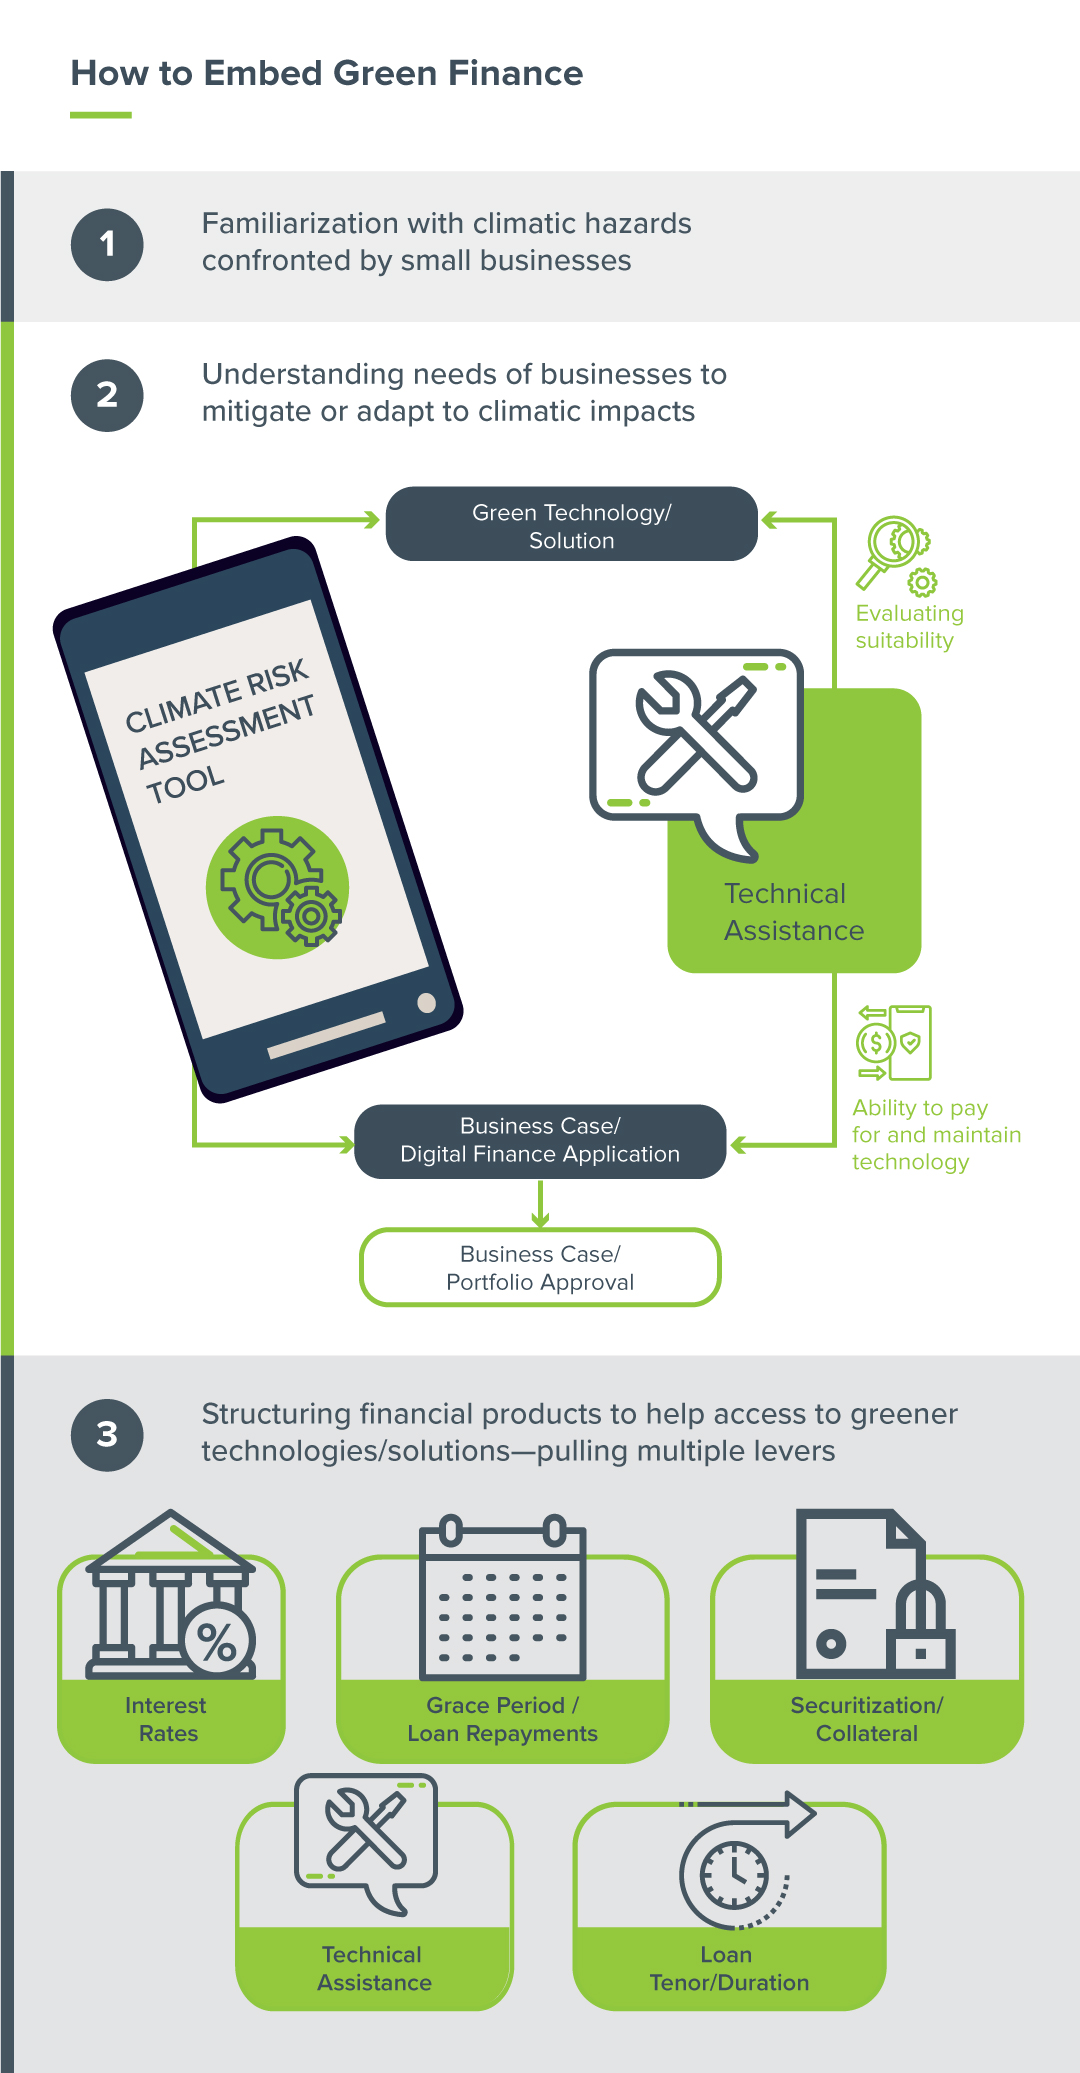 How to Embed Green Finance
1
Familiarization with climatic hazards
confronted by small businesses
2
Understanding needs of businesses to
mitigate or adapt to climatic impacts
Green Technology/
Solution
Evaluating
suitability
CLIMATE RISK
ASSESSMENT
TOOL
Technical
Assistance
$
Ability to pay
for and maintain
technology
Business Case/
Digital Finance Application
Business Case/
Portfolio Approval
3
Structuring financial products to help access to greener
technologies/solutions—pulling multiple levers
%
Interest
Rates
Grace Period /
Loan Repayments
Securitization/
Collateral
Technical
Assistance
Loan
Tenor/Duration